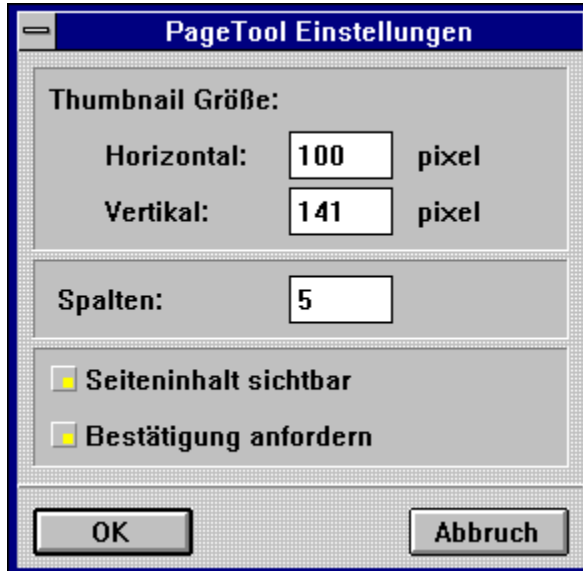 PageTool Einstellungen
Thumbnail Größe:
Horizontal: 100 pixel
Vertikal: 141 pixel
Spalten: 5
Seiteninhalt sichtbar
Bestätigung anfordern
OK Abbruch